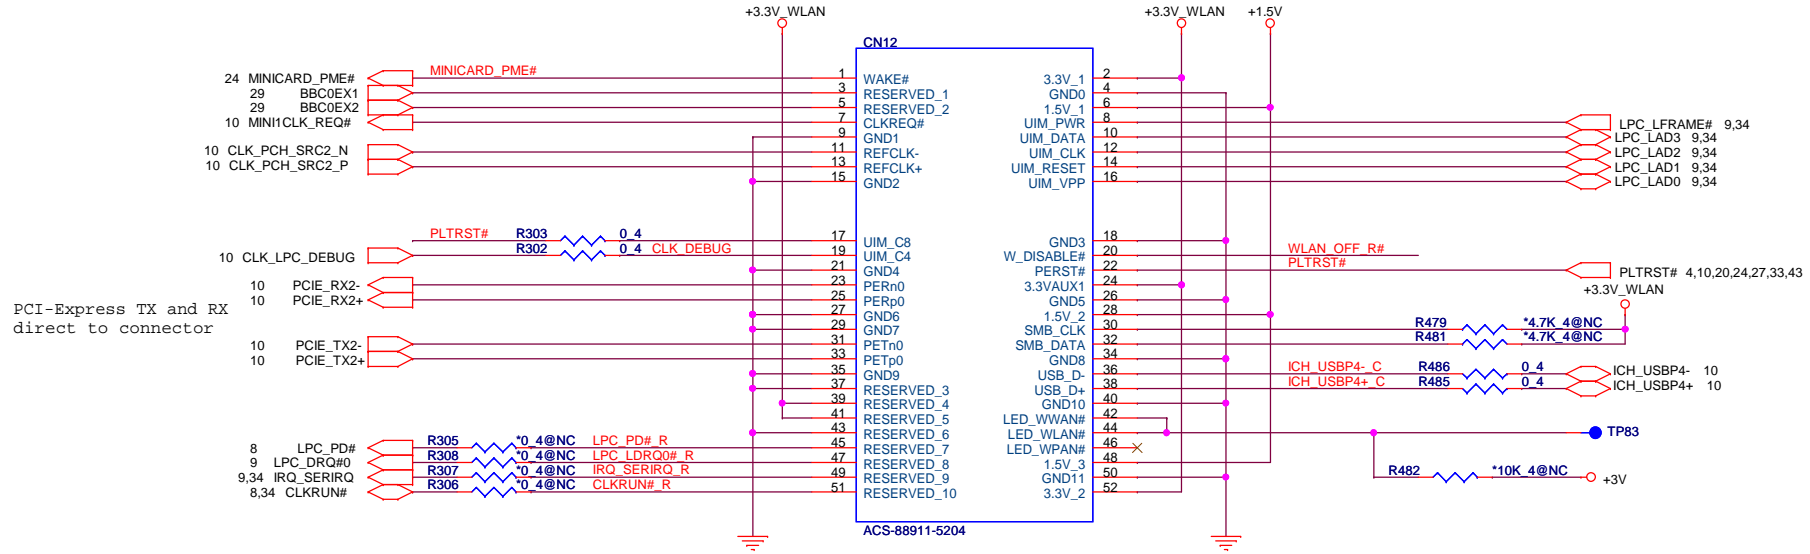 +3.3V_WLAN
+3.3V_WLAN +1.5V
CN12
24 MINICARD_PME# MINICARD_PME# 1 WAKE# 3.3V_1 2
29 BBC0EX1 3 RESERVED_1 GND0 4
29 BBC0EX2 5 RESERVED_2 1.5V_1 6
10 MINI1CLK_REQ# 7 CLKREQ# UIM_PWR 8 LPC_LFRAME# 9,34
9 GND1 UIM_DATA 10 LPC_LAD3 9,34
10 CLK_PCH_SRC2_N 11 REFCLK- UIM_CLK 12 LPC_LAD2 9,34
10 CLK_PCH_SRC2_P 13 REFCLK+ UIM_RESET 14 LPC_LAD1 9,34
15 GND2 UIM_VPP 16 LPC_LAD0 9,34
PLTRST# R303 0_4 17 UIM_C8 GND3 18
10 CLK_LPC_DEBUG R302 0_4 CLK_DEBUG 19 UIM_C4 W_DISABLE# 20 WLAN_OFF_R#
21 GND4 PERST# 22 PLTRST# PLTRST# 4,10,20,24,27,33,43
10 PCIE_RX2- 23 PERn0 3.3VAUX1 24 +3.3V_WLAN
10 PCIE_RX2+ 25 PERp0 GND5 26
PCI-Express TX and RX
direct to connector
27 GND6 1.5V_2 28
29 GND7 SMB_CLK 30 R479 *4.7K_4@NC
10 PCIE_TX2- 31 PETn0 SMB_DATA 32 R481 *4.7K_4@NC
10 PCIE_TX2+ 33 PETp0 GND8 34
35 GND9 USB_D- 36 ICH_USBP4-_C R486 0_4 ICH_USBP4- 10
37 RESERVED_3 USB_D+ 38 ICH_USBP4+_C R485 0_4 ICH_USBP4+ 10
39 RESERVED_4 GND10 40
41 RESERVED_5 LED_WWAN# 42
43 RESERVED_6 LED_WLAN# 44 TP83
8 LPC_PD# R305 *0_4@NC LPC_PD#_R 45 RESERVED_7 LED_WPAN# 46
9 LPC_DRQ#0 R308 *0_4@NC LPC_LDRQ0#_R 47 RESERVED_8 1.5V_3 48
9,34 IRQ_SERIRQ R307 *0_4@NC IRQ_SERIRQ_R 49 RESERVED_9 GND11 50 R482 *10K_4@NC +3V
8,34 CLKRUN# R306 *0_4@NC CLKRUN#_R 51 RESERVED_10 3.3V_2 52
ACS-88911-5204